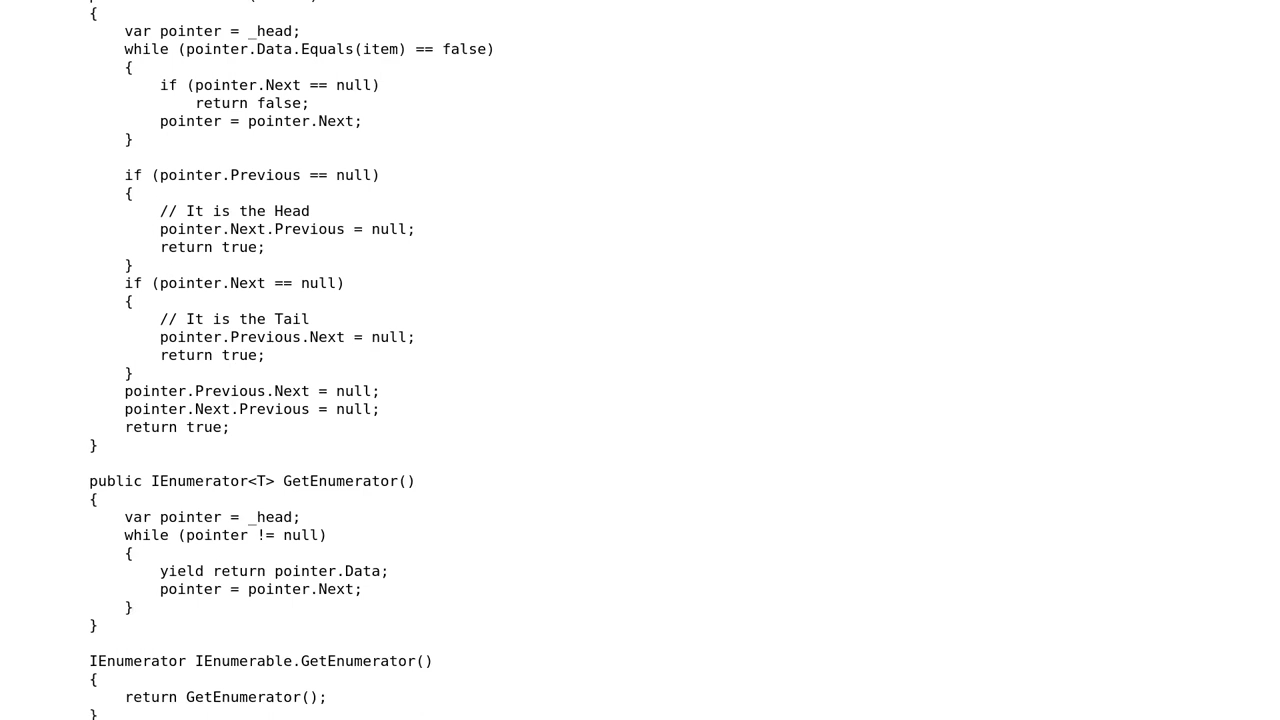 {
var pointer = _head;
while (pointer.Data.Equals(item) == false)
{
if (pointer.Next == null)
return false;
pointer = pointer.Next;
}
if (pointer.Previous == null)
{
// It is the Head
pointer.Next.Previous = null;
return true;
}
if (pointer.Next == null)
{
// It is the Tail
pointer.Previous.Next = null;
return true;
}
pointer.Previous.Next = null;
pointer.Next.Previous = null;
return true;
}
public IEnumerator<T> GetEnumerator()
{
var pointer = _head;
while (pointer != null)
{
yield return pointer.Data;
pointer = pointer.Next;
}
}
IEnumerator IEnumerable.GetEnumerator()
{
return GetEnumerator();
}